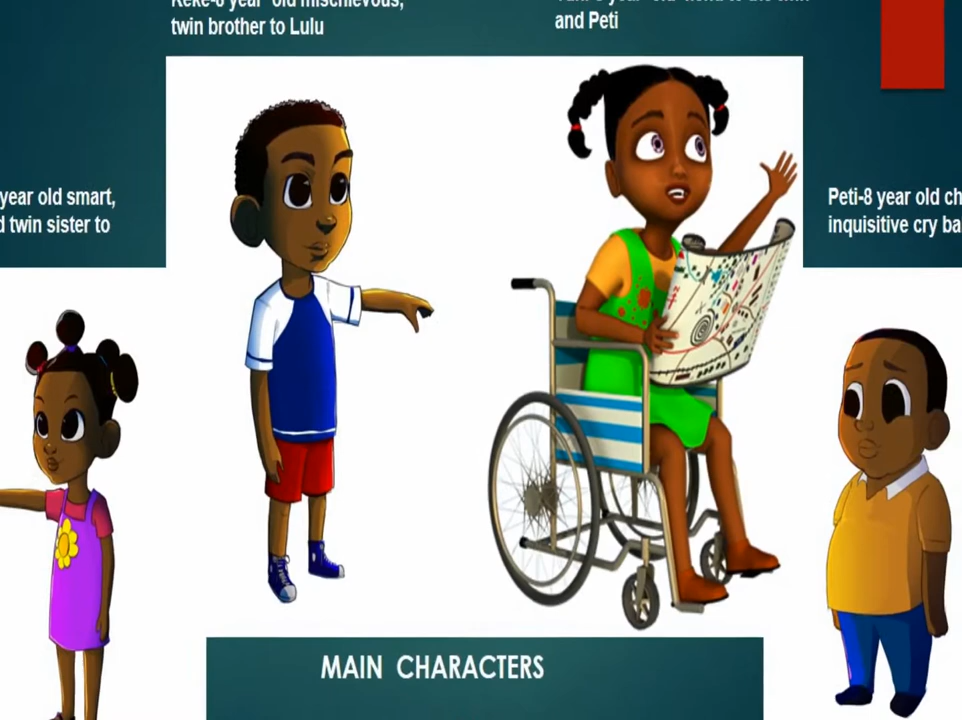 Keke-8 year old mischievous,
twin brother to Lulu
and Peti
year old smart,
twin sister to
Peti-8 year old
inquisitive cry
MAIN CHARACTERS